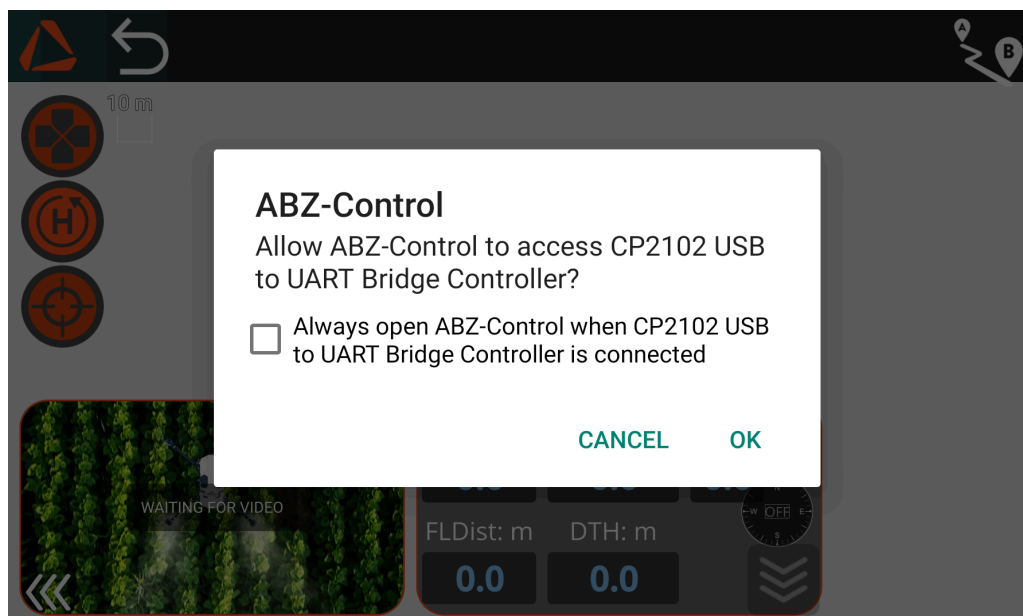 A
B
10 m
H
ABZ-Control
Allow ABZ-Control to access CP2102 USB
to UART Bridge Controller?
Always open ABZ-Control when CP2102 USB
to UART Bridge Controller is connected
CANCEL OK
WAITING FOR VIDEO
N
W OFF E
S
FLDist: m DTH: m
0.0 0.0